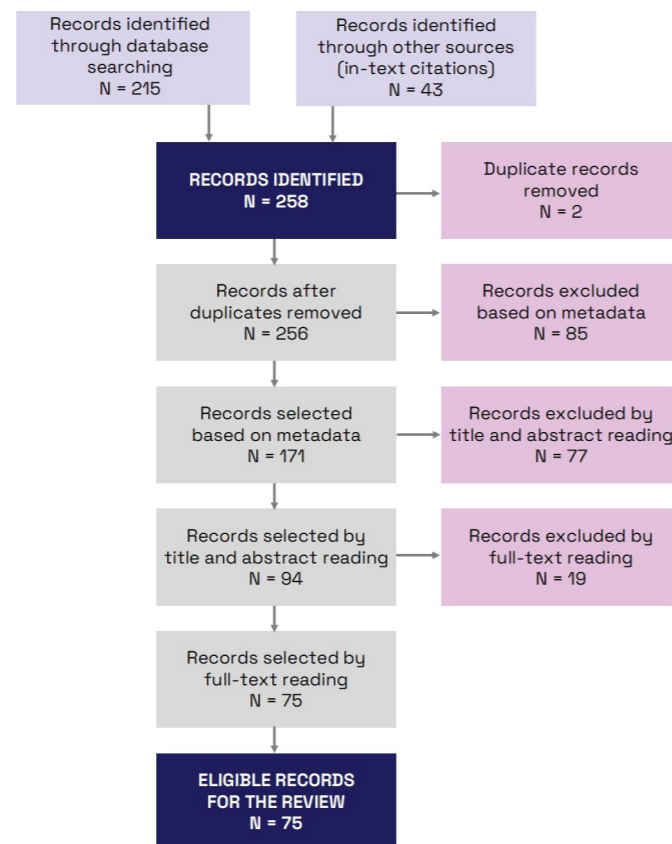 Records identified
through database
searching
N = 215
Records identified
through other sources
(in-text citations)
N = 43
RECORDS IDENTIFIED
N = 258
Duplicate records
removed
N = 2
Records after
duplicates removed
N = 256
Records excluded
based on metadata
N = 85
Records selected
based on metadata
N = 171
Records excluded by
title and abstract reading
N = 77
Records selected by
title and abstract reading
N = 94
Records excluded by
full-text reading
N = 19
Records selected by
full-text reading
N = 75
ELIGIBLE RECORDS
FOR THE REVIEW
N = 75